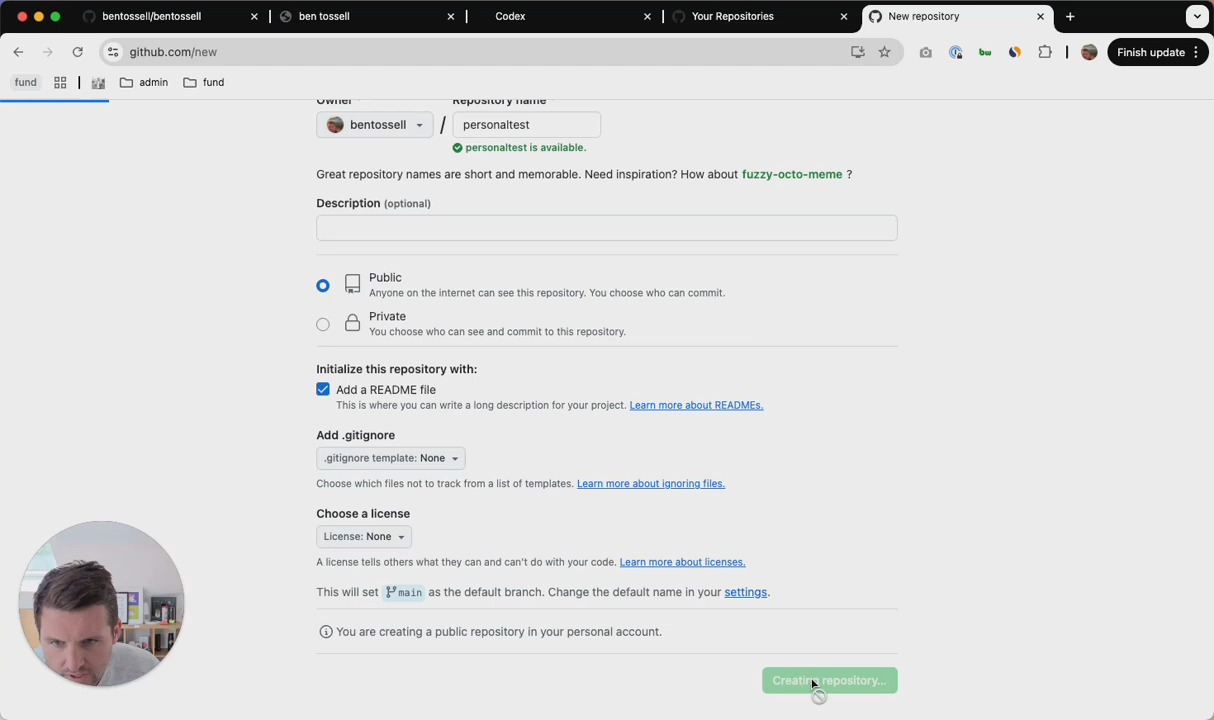 bentossell/bentossell
ben tossell
Codex
Your Repositories
New repository
github.com/new
bw
Finish update
fund
admin
fund
Owner
Repository name
bentossell
/
personaltest
personaltest is available.
Great repository names are short and memorable. Need inspiration? How about fuzzy-octo-meme ?
Description (optional)
Public
Anyone on the internet can see this repository. You choose who can commit.
Private
You choose who can see and commit to this repository.
Initialize this repository with:
Add a README file
This is where you can write a long description for your project. Learn more about READMEs.
Add .gitignore
.gitignore template: None
Choose which files not to track from a list of templates. Learn more about ignoring files.
Choose a license
License: None
A license tells others what they can and can't do with your code. Learn more about licenses.
This will set main as the default branch. Change the default name in your settings.
You are creating a public repository in your personal account.
Creating repository...